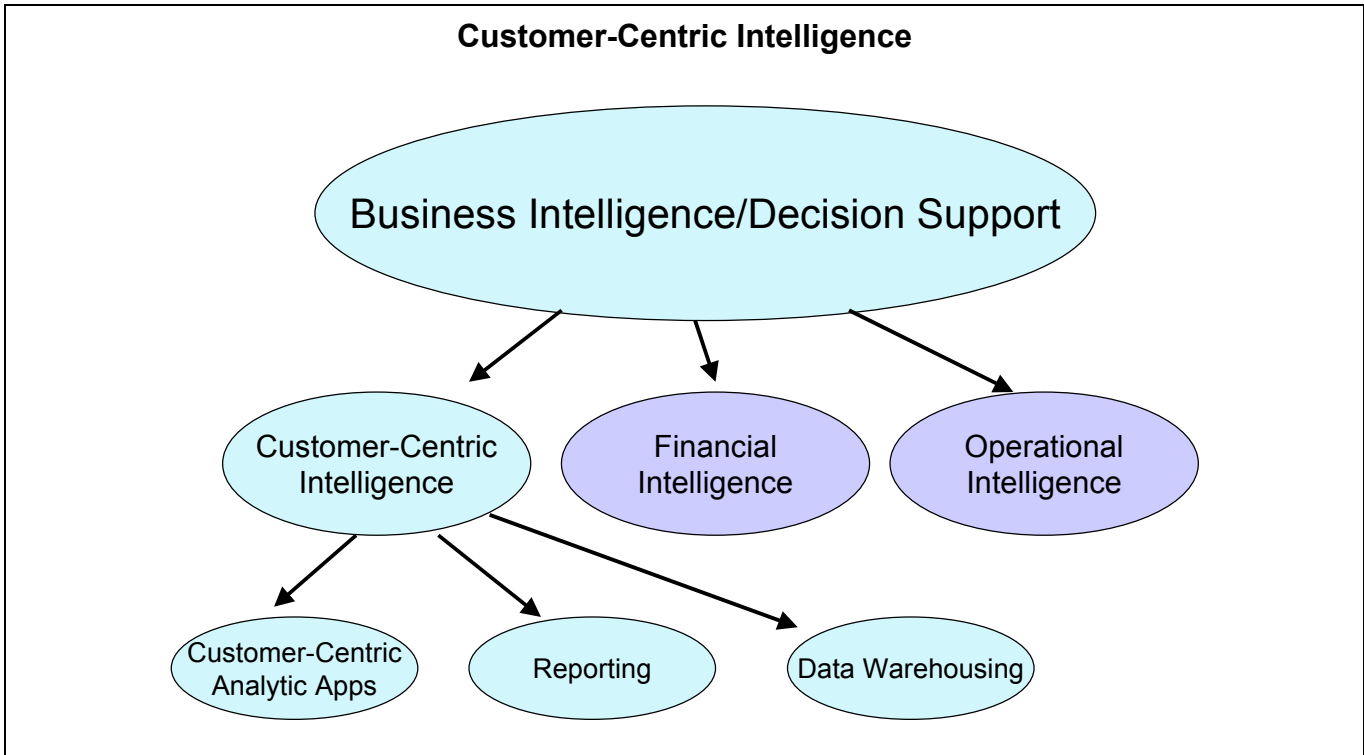 Customer-Centric Intelligence
Business Intelligence/Decision Support
Customer-Centric
Intelligence
Financial
Intelligence
Operational
Intelligence
Customer-Centric
Analytic Apps
Reporting
Data Warehousing